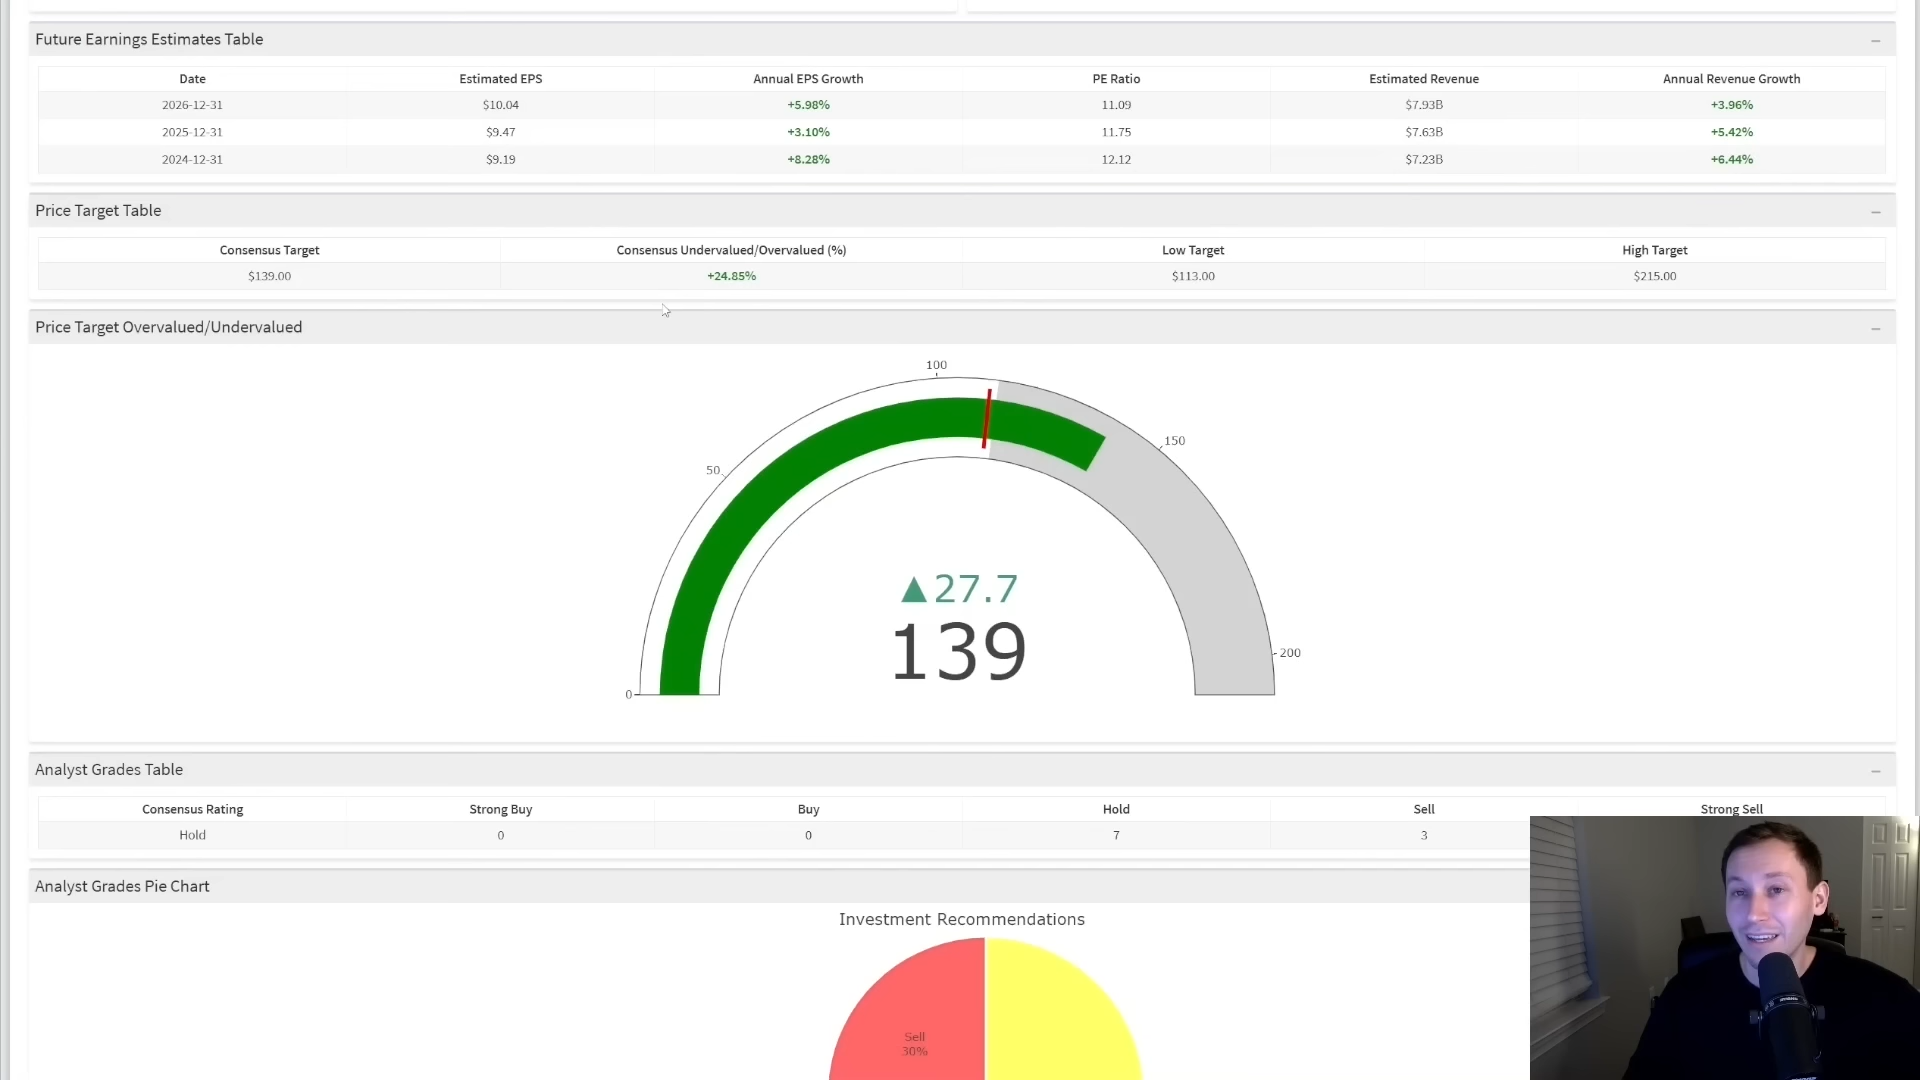 Future Earnings Estimates Table
Date Estimated EPS Annual EPS Growth PE Ratio Estimated Revenue Annual Revenue Growth
2026-12-31 $10.04 +5.98% 11.09 $7.93B +3.96%
2025-12-31 $9.47 +3.10% 11.75 $7.63B +5.42%
2024-12-31 $9.19 +8.28% 12.12 $7.23B +6.44%
Price Target Table
Consensus Target Consensus Undervalued/Overvalued (%) Low Target High Target
$139.00 +24.85% $113.00 $215.00
Price Target Overvalued/Undervalued
100
150
50
▲27.7
139
200
0
Analyst Grades Table
Consensus Rating Strong Buy Buy Hold Sell Strong Sell
Hold 0 0 7 3
Analyst Grades Pie Chart
Investment Recommendations
Sell
30%